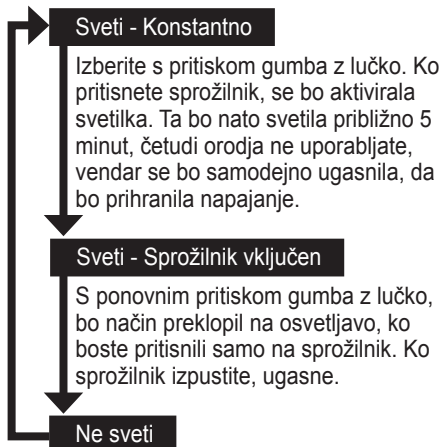 Sveti - Konstantno
Izberite s pritiskom gumba z lučko. Ko
pritisnete sprožilnik, se bo aktivirala
svetilka. Ta bo nato svetila približno 5
minut, četudi orodja ne uporabljate,
vendar se bo samodejno ugasnila, da
bo prihranila napajanje.
Sveti - Sprožilnik vključen
S ponovnim pritiskom gumba z lučko,
bo način preklopil na osvetljavo, ko
boste pritisnili samo na sprožilnik. Ko
sprožilnik izpustite, ugasne.
Ne sveti